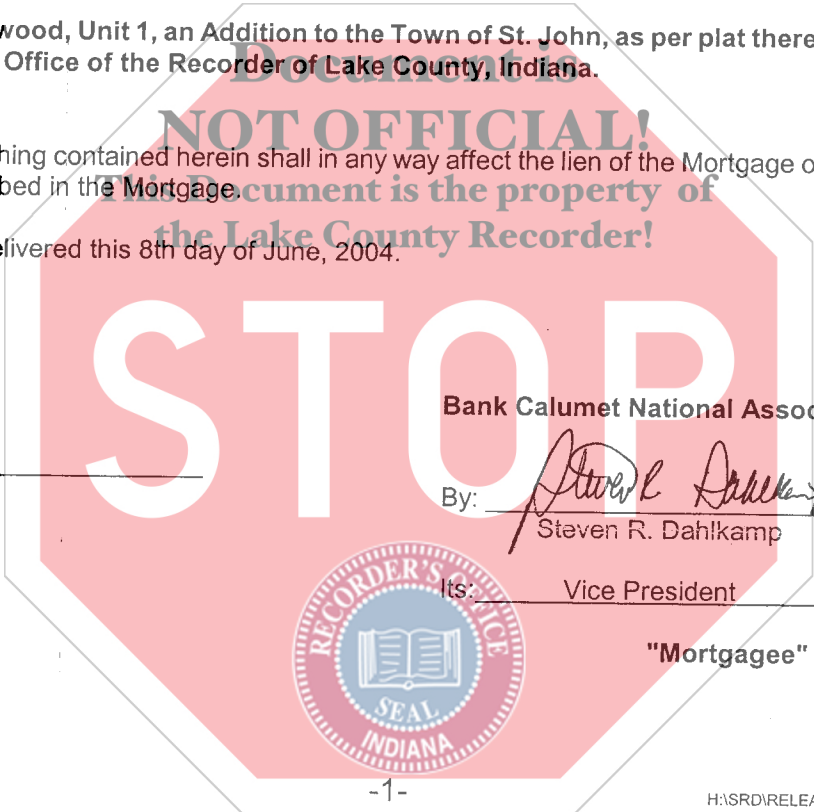 wood, Unit 1, an Addition to the Town of St. John, as per plat there
Office of the Recorder of Lake County, Indiana.
Document is
NOT OFFICIAL!
hing contained herein shall in any way affect the lien of the Mortgage o
bed in the Mortgage.
This Document is the property of
the Lake County Recorder!
elivered this 8th day of June, 2004.
STOP
Bank Calumet National Assoc
By: Steven R Dahlkamp
Steven R. Dahlkamp
Its: Vice President
"Mortgagee"
RECORDER'S OFFICE
SEAL
INDIANA
-1-
H:\SRD\RELEA